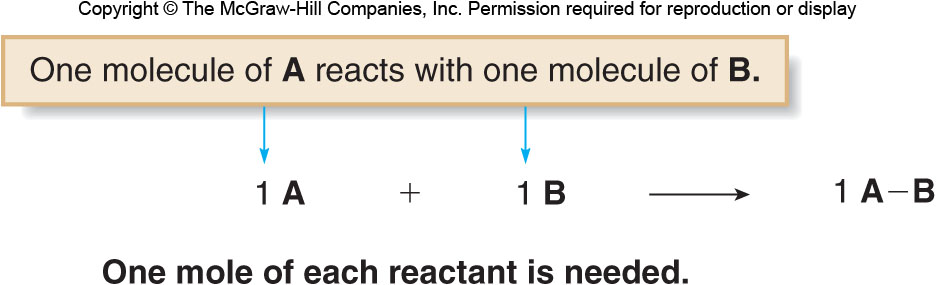 Copyright © The McGraw-Hill Companies, Inc. Permission required for reproduction or display
One molecule of A reacts with one molecule of B.
1 A + 1 B ⟶ 1 A–B
One mole of each reactant is needed.